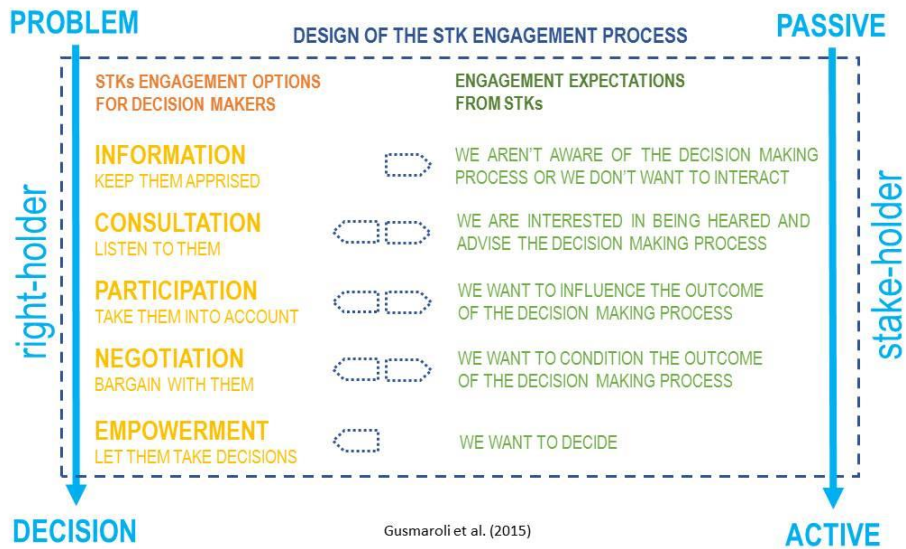 PROBLEM
PASSIVE
DESIGN OF THE STK ENGAGEMENT PROCESS
STKs ENGAGEMENT OPTIONS
FOR DECISION MAKERS
ENGAGEMENT EXPECTATIONS
FROM STKs
INFORMATION
KEEP THEM APPRISED
WE AREN'T AWARE OF THE DECISION MAKING
PROCESS OR WE DON'T WANT TO INTERACT
CONSULTATION
LISTEN TO THEM
WE ARE INTERESTED IN BEING HEARED AND
ADVISE THE DECISION MAKING PROCESS
PARTICIPATION
TAKE THEM INTO ACCOUNT
WE WANT TO INFLUENCE THE OUTCOME
OF THE DECISION MAKING PROCESS
NEGOTIATION
BARGAIN WITH THEM
WE WANT TO CONDITION THE OUTCOME
OF THE DECISION MAKING PROCESS
EMPOWERMENT
LET THEM TAKE DECISIONS
WE WANT TO DECIDE
right-holder
stake-holder
DECISION
Gusmaroli et al. (2015)
ACTIVE